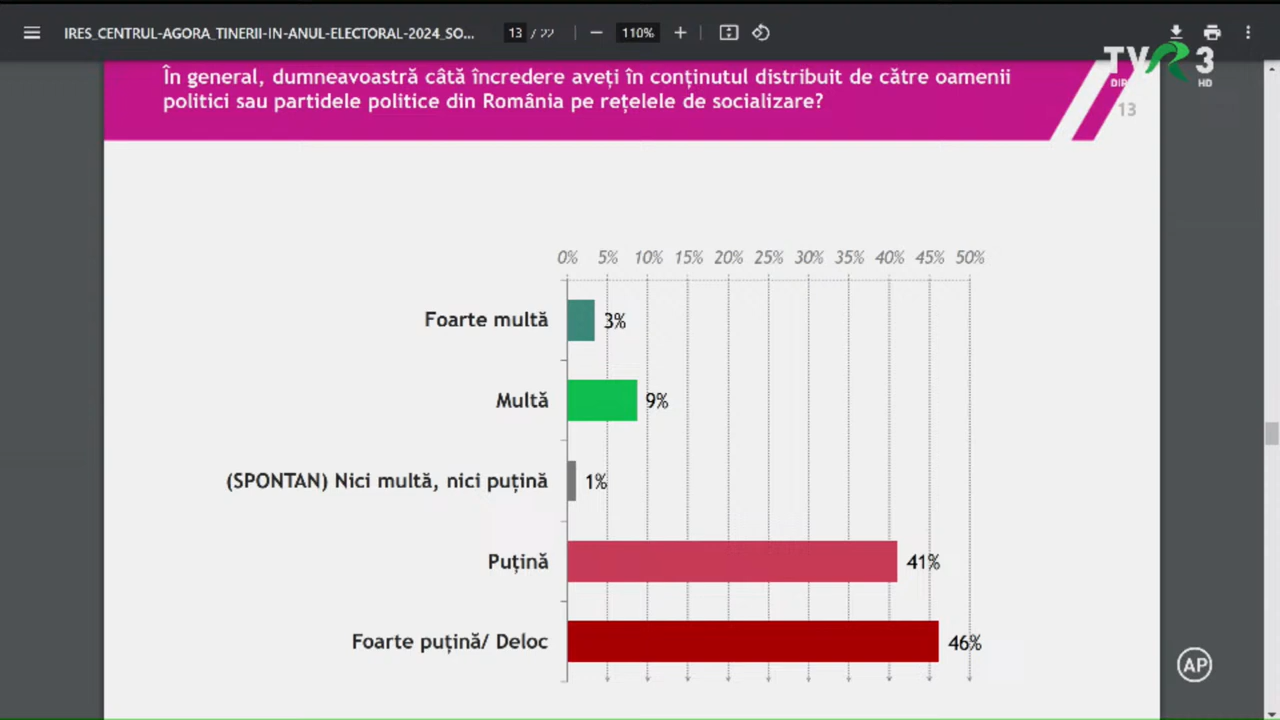 IRES_CENTRUL-AGORA_TINERII-IN-ANUL-ELECTORAL-2024_SO...
13 / 22
110%
TVR 3
DIR
HD
În general, dumneavoastră câtă încredere aveți în conținutul distribuit de către oamenii
politici sau partidele politice din România pe rețelele de socializare?
13
0% 5% 10% 15% 20% 25% 30% 35% 40% 45% 50%
Foarte multă 3%
Multă 9%
(SPONTAN) Nici multă, nici puțină 1%
Puțină 41%
Foarte puțină/ Deloc 46%
AP